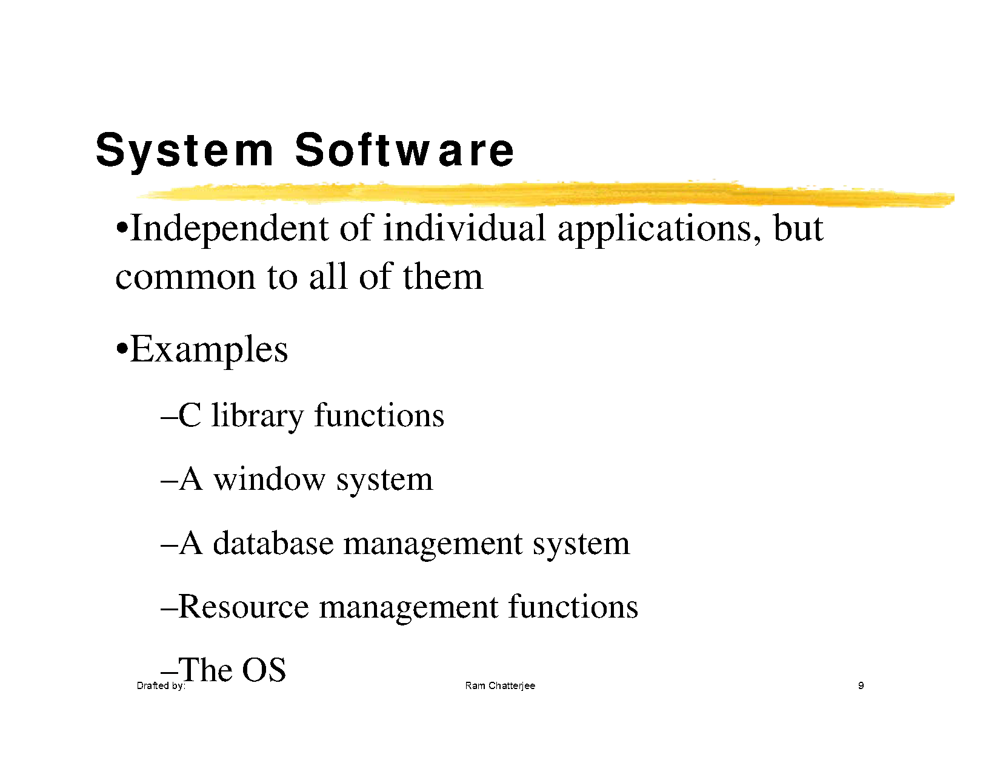 System Software
•Independent of individual applications, but
common to all of them
•Examples
–C library functions
–A window system
–A database management system
–Resource management functions
–The OS
Drafted by: Ram Chatterjee 9